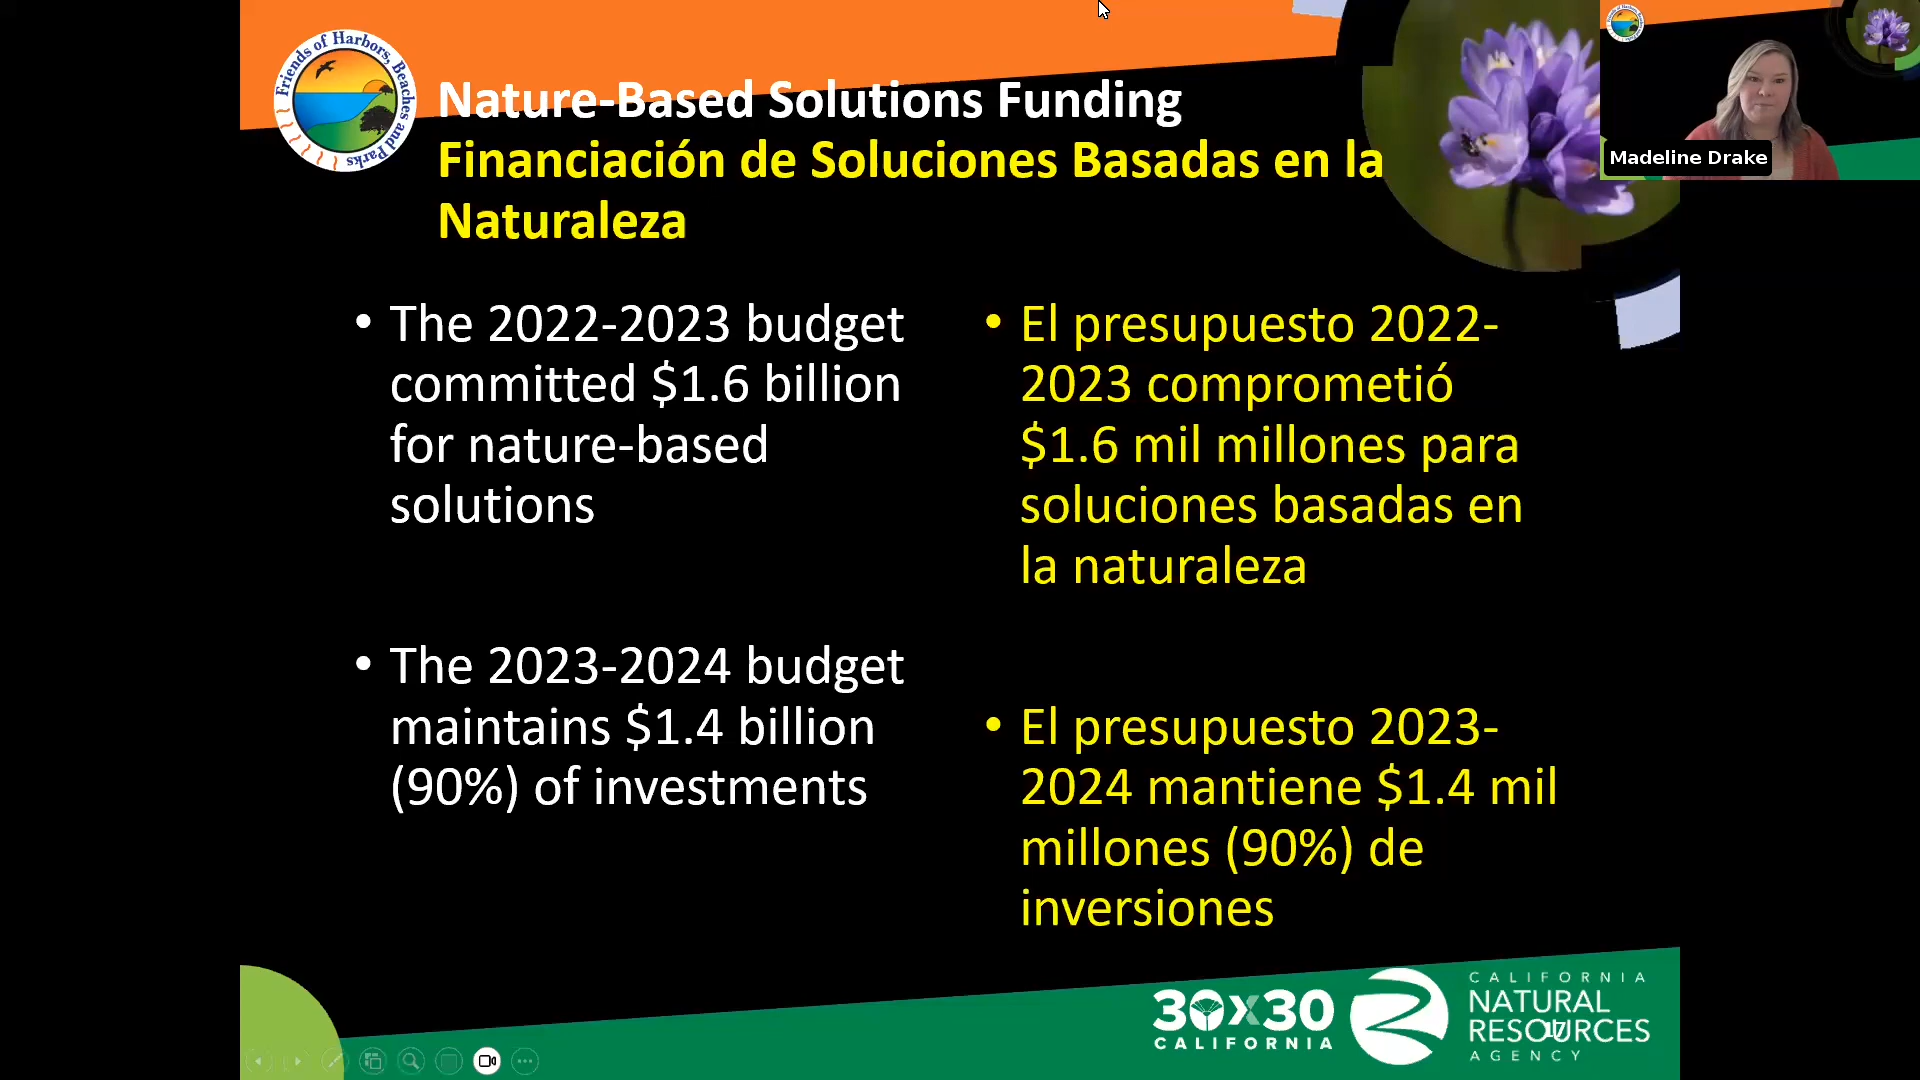 Friends of Harbors, Beaches and Parks
Nature-Based Solutions Funding
Financiación de Soluciones Basadas en la
Naturaleza
Madeline Drake
• The 2022-2023 budget
committed $1.6 billion
for nature-based
solutions
• The 2023-2024 budget
maintains $1.4 billion
(90%) of investments
• El presupuesto 2022-
2023 comprometió
$1.6 mil millones para
soluciones basadas en
la naturaleza
• El presupuesto 2023-
2024 mantiene $1.4 mil
millones (90%) de
inversiones
30x30
CALIFORNIA
CALIFORNIA
NATURAL
RESOURCES
AGENCY
17